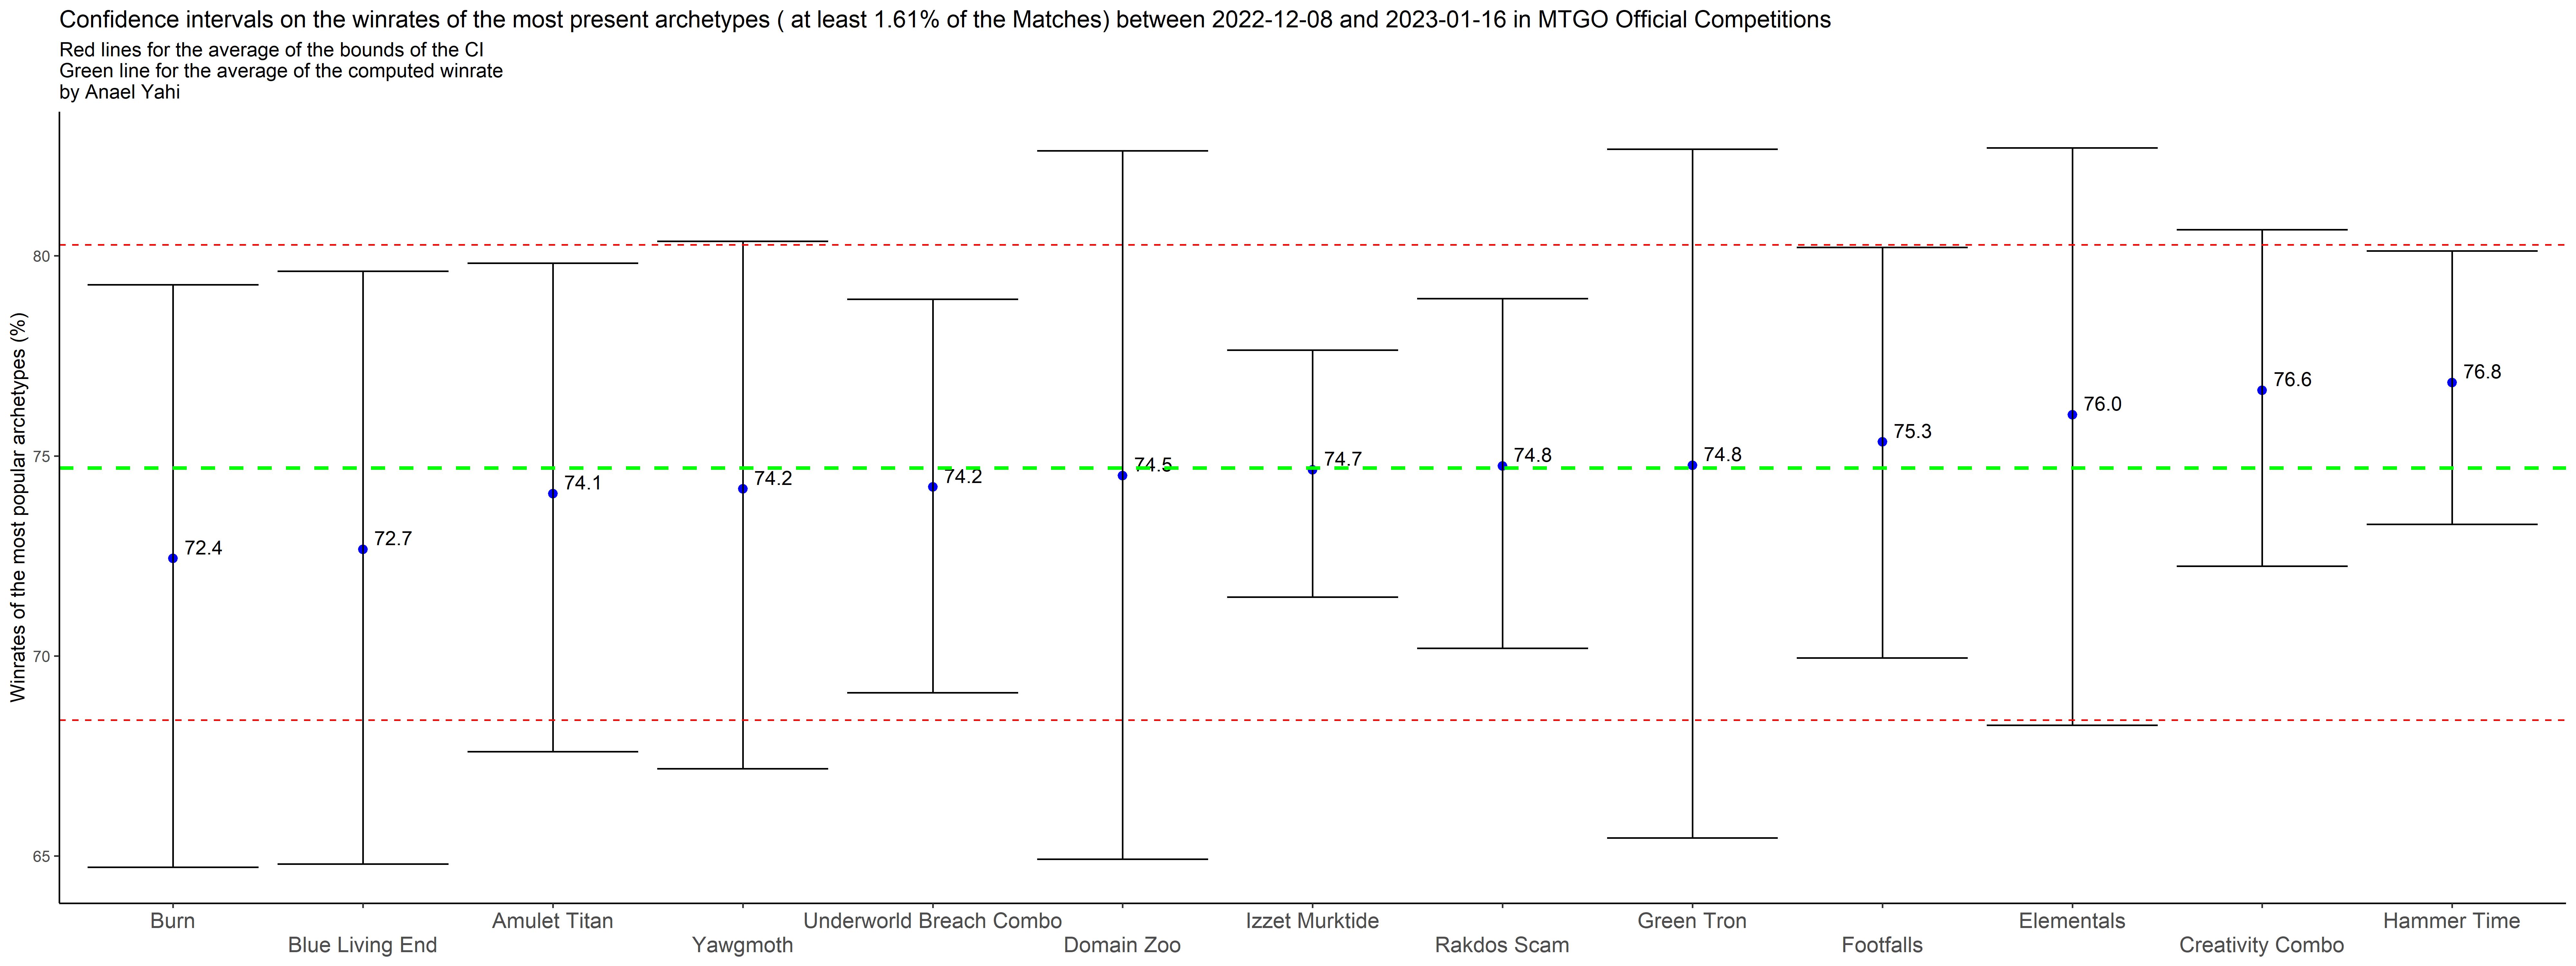 Confidence intervals on the winrates of the most present archetypes ( at least 1.61% of the Matches) between 2022-12-08 and 2023-01-16 in MTGO Official Competitions
Red lines for the average of the bounds of the CI
Green line for the average of the computed winrate
by Anael Yahi
Winrates of the most popular archetypes (%)
80
75
70
65
72.4
72.7
74.1
74.2
74.2
74.5
74.7
74.8
74.8
75.3
76.0
76.6
76.8
Burn
Blue Living End
Amulet Titan
Yawgmoth
Underworld Breach Combo
Domain Zoo
Izzet Murktide
Rakdos Scam
Green Tron
Footfalls
Elementals
Creativity Combo
Hammer Time